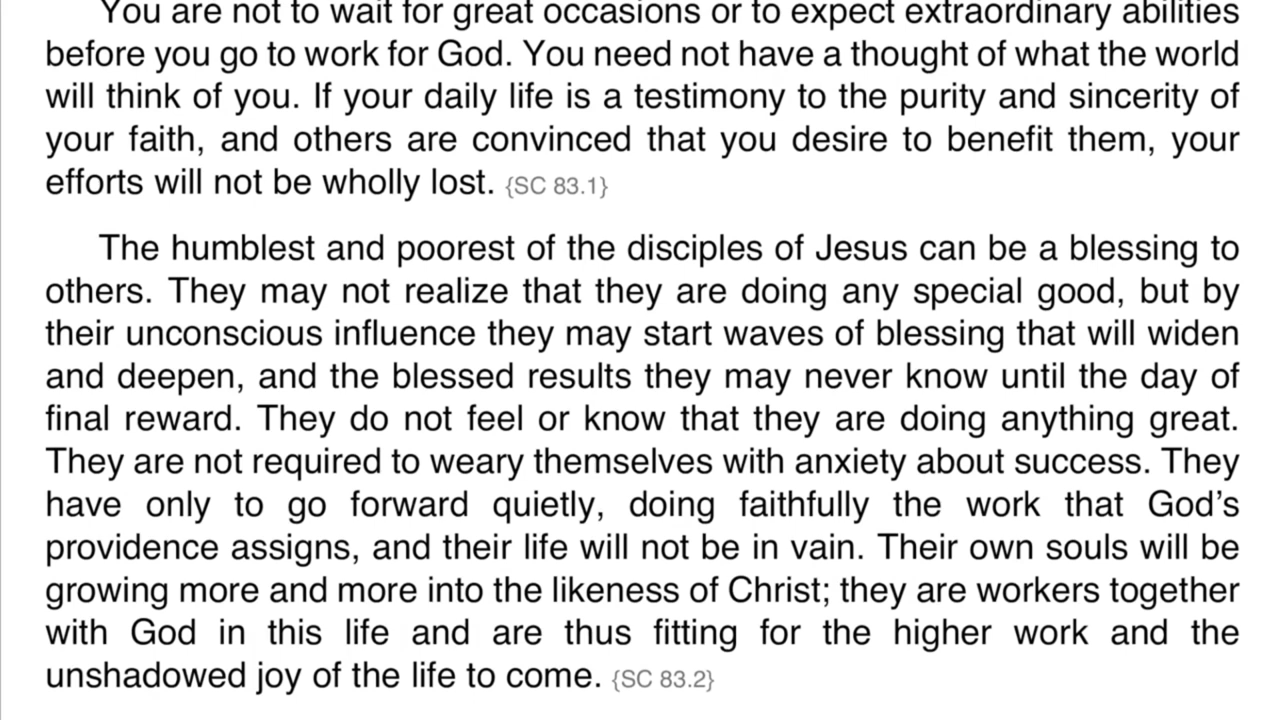 You are not to wait for great occasions or to expect extraordinary abilities
before you go to work for God. You need not have a thought of what the world
will think of you. If your daily life is a testimony to the purity and sincerity of
your faith, and others are convinced that you desire to benefit them, your
efforts will not be wholly lost. {SC 83.1}
The humblest and poorest of the disciples of Jesus can be a blessing to
others. They may not realize that they are doing any special good, but by
their unconscious influence they may start waves of blessing that will widen
and deepen, and the blessed results they may never know until the day of
final reward. They do not feel or know that they are doing anything great.
They are not required to weary themselves with anxiety about success. They
have only to go forward quietly, doing faithfully the work that God’s
providence assigns, and their life will not be in vain. Their own souls will be
growing more and more into the likeness of Christ; they are workers together
with God in this life and are thus fitting for the higher work and the
unshadowed joy of the life to come. {SC 83.2}